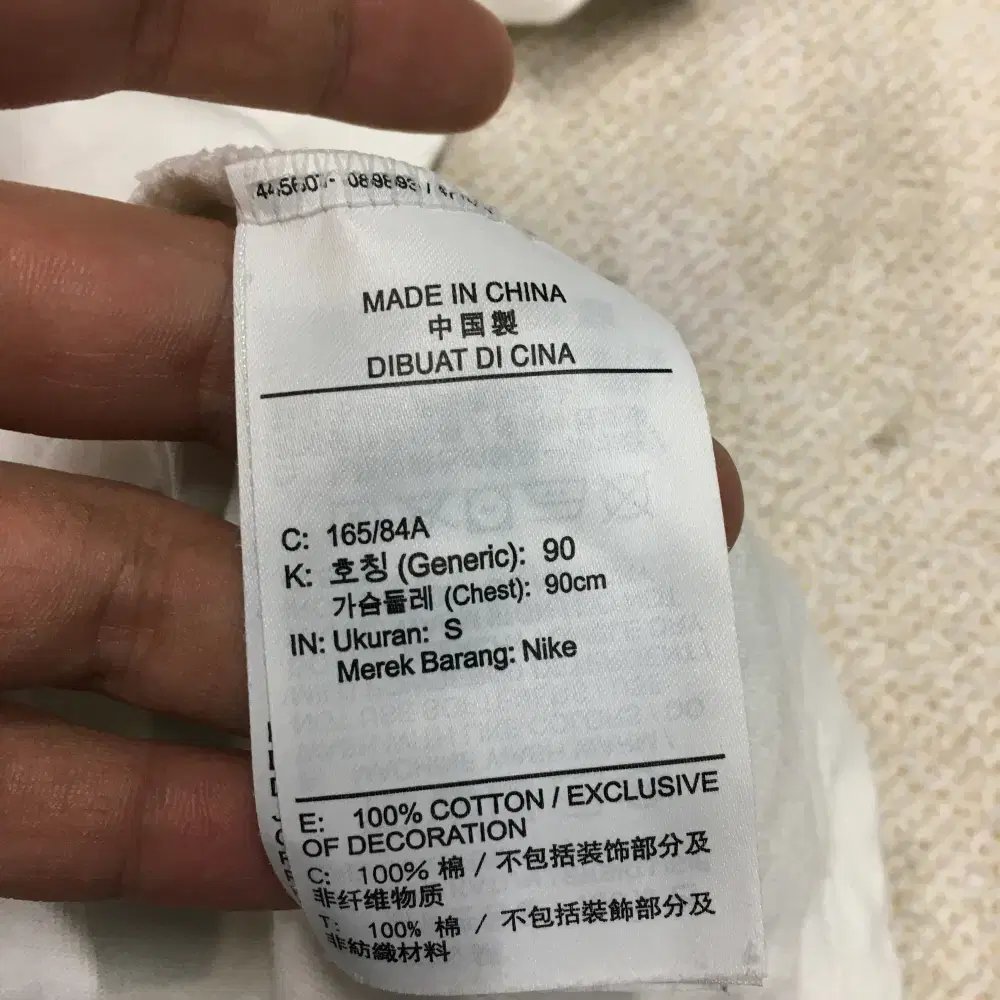 MADE IN CHINA
中国製
DIBUAT DI CINA
C: 165/84A
K: 호칭 (Generic): 90
가슴둘레 (Chest): 90cm
IN: Ukuran: S
Merek Barang: Nike
E: 100% COTTON / EXCLUSIVE
OF DECORATION
C: 100% 棉 / 不包括装饰部分及
非纤维物质
T: 100% 棉 / 不包括裝飾部分及
非紡織材料